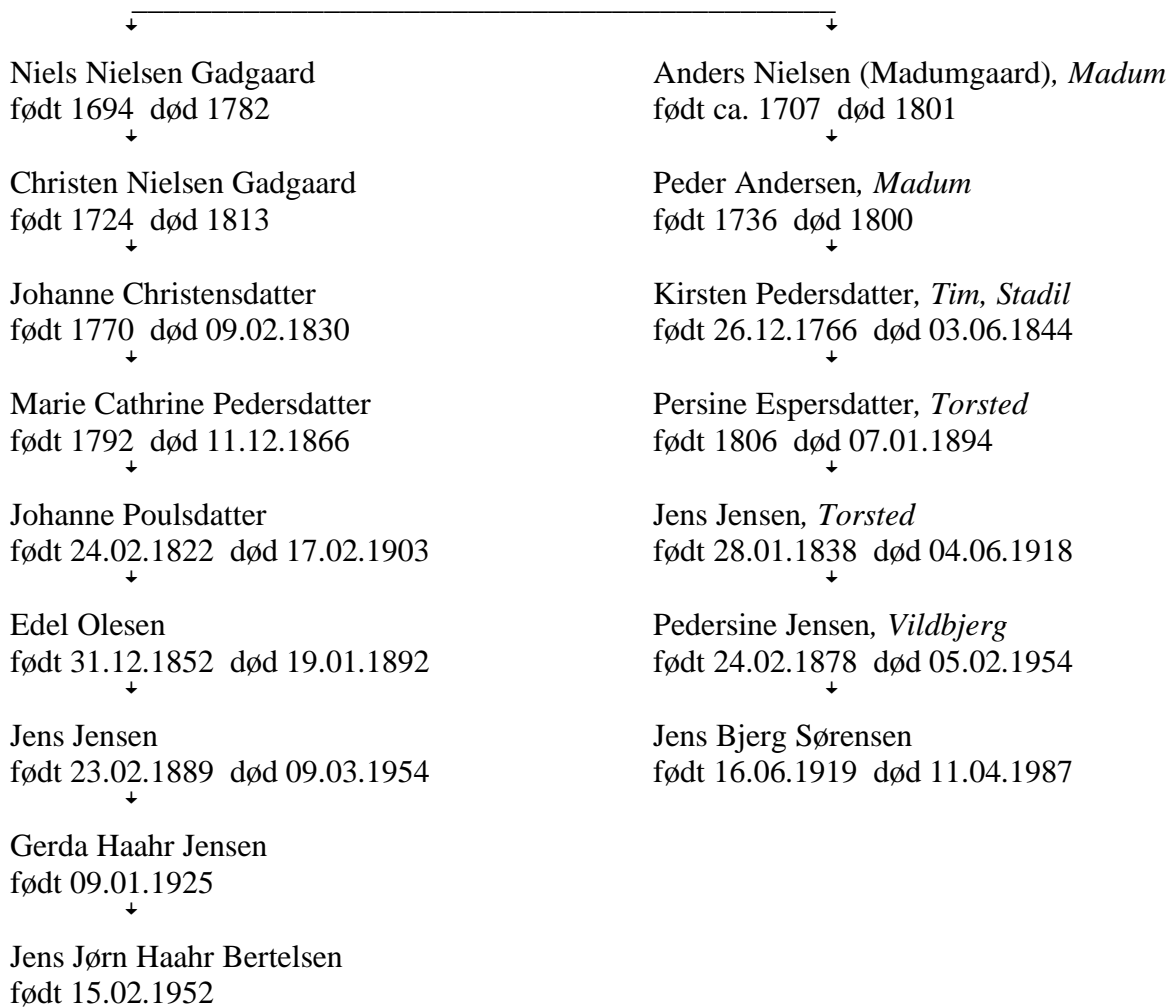 Niels Nielsen Gadgaard
født 1694 død 1782
Christen Nielsen Gadgaard
født 1724 død 1813
Johanne Christensdatter
født 1770 død 09.02.1830
Marie Cathrine Pedersdatter
født 1792 død 11.12.1866
Johanne Poulsdatter
født 24.02.1822 død 17.02.1903
Edel Olesen
født 31.12.1852 død 19.01.1892
Jens Jensen
født 23.02.1889 død 09.03.1954
Gerda Haahr Jensen
født 09.01.1925
Jens Jørn Haahr Bertelsen
født 15.02.1952
Anders Nielsen (Madumgaard), Madum
født ca. 1707 død 1801
Peder Andersen, Madum
født 1736 død 1800
Kirsten Pedersdatter, Tim, Stadil
født 26.12.1766 død 03.06.1844
Persine Espersdatter, Torsted
født 1806 død 07.01.1894
Jens Jensen, Torsted
født 28.01.1838 død 04.06.1918
Pedersine Jensen, Vildbjerg
født 24.02.1878 død 05.02.1954
Jens Bjerg Sørensen
født 16.06.1919 død 11.04.1987